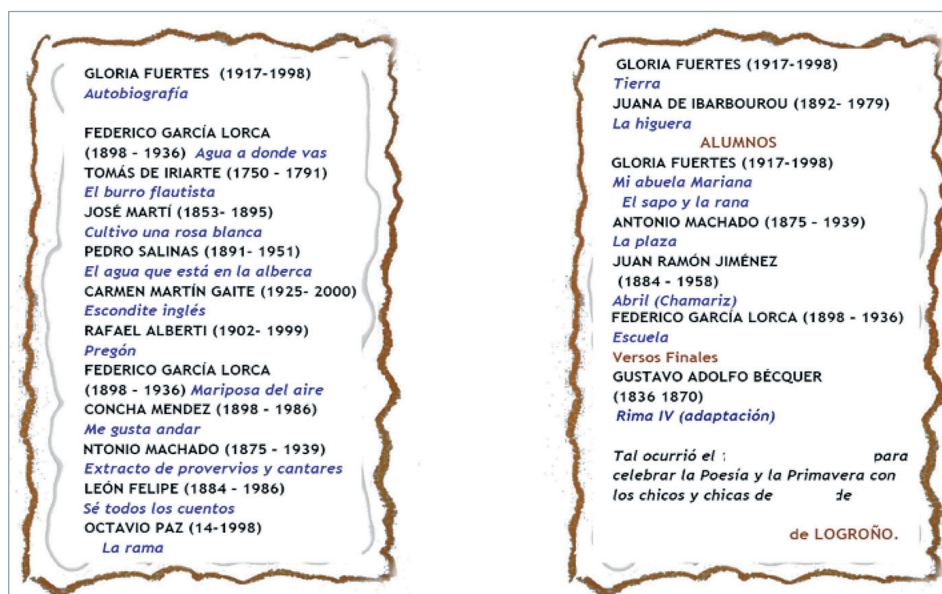 GLORIA FUERTES (1917-1998)
Autobiografía
FEDERICO GARCÍA LORCA
(1898 - 1936) Agua a donde vas
TOMÁS DE IRIARTE (1750 - 1791)
El burro flautista
JOSÉ MARTÍ (1853- 1895)
Cultivo una rosa blanca
PEDRO SALINAS (1891- 1951)
El agua que está en la alberca
CARMEN MARTÍN GAITE (1925- 2000)
Escondite inglés
RAFAEL ALBERTI (1902- 1999)
Pregón
FEDERICO GARCÍA LORCA
(1898 - 1936) Mariposa del aire
CONCHA MENDEZ (1898 - 1986)
Me gusta andar
NTONIO MACHADO (1875 - 1939)
Extracto de provervios y cantares
LEÓN FELIPE (1884 - 1986)
Sé todos los cuentos
OCTAVIO PAZ (14-1998)
La rama
GLORIA FUERTES (1917-1998)
Tierra
JUANA DE IBARBOUROU (1892- 1979)
La higuera
ALUMNOS
GLORIA FUERTES (1917-1998)
Mi abuela Mariana
El sapo y la rana
ANTONIO MACHADO (1875 - 1939)
La plaza
JUAN RAMÓN JIMÉNEZ
(1884 - 1958)
Abril (Chamariz)
FEDERICO GARCÍA LORCA (1898 - 1936)
Escuela
Versos Finales
GUSTAVO ADOLFO BÉCQUER
(1836 1870)
Rima IV (adaptación)
Tal ocurrió el para
celebrar la Poesía y la Primavera con
los chicos y chicas de de
de LOGROÑO.